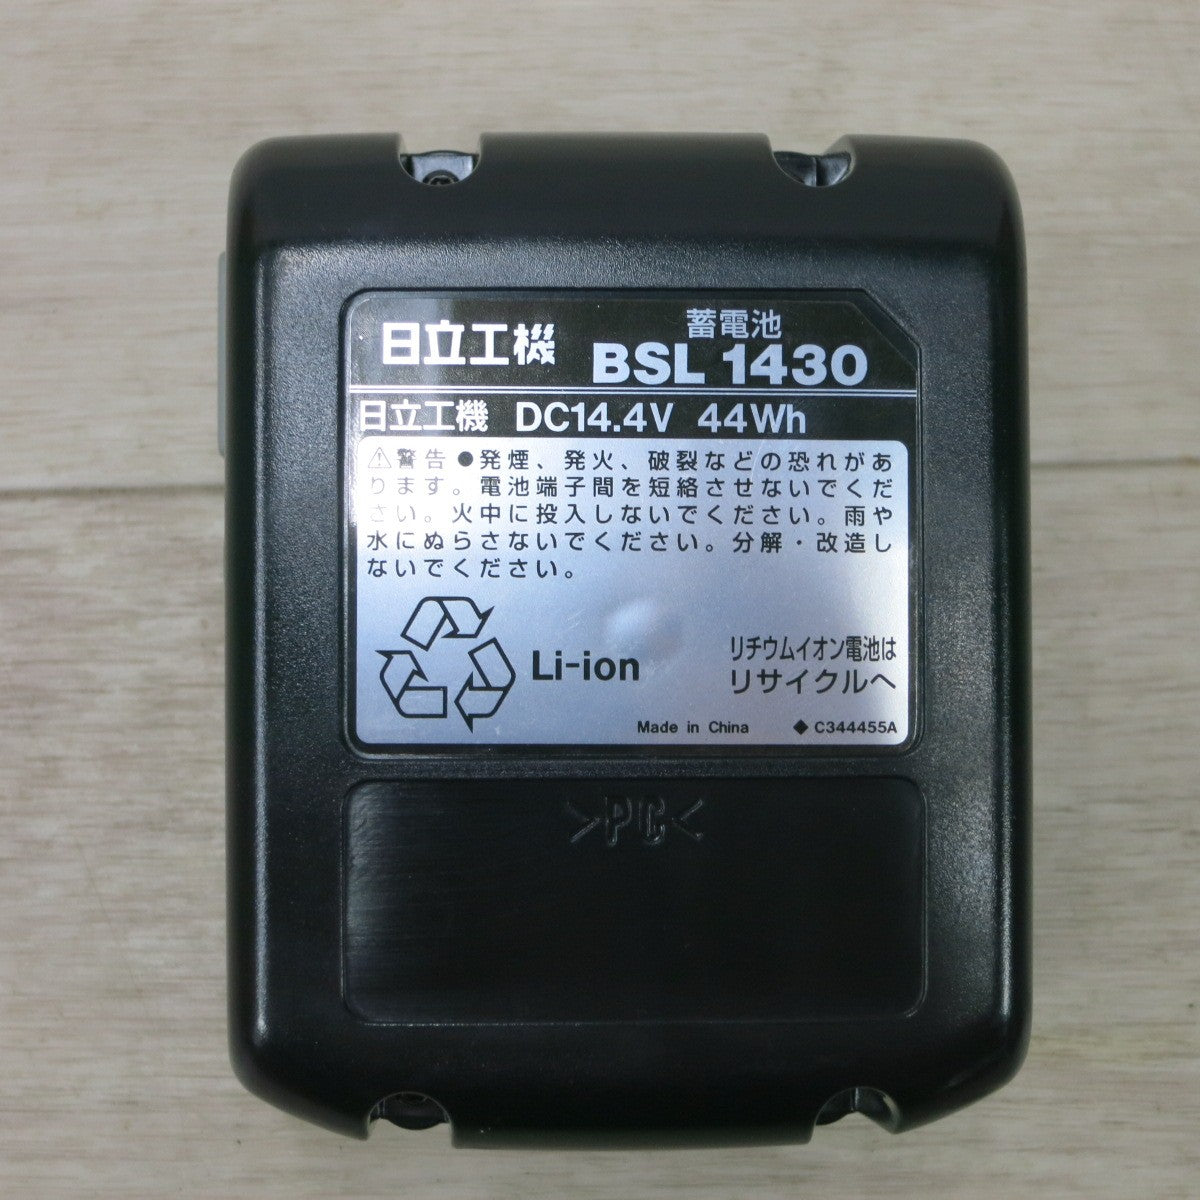 日立工機
蓄電池
BSL 1430
日立工機 DC14.4V 44Wh
⚠警告 ●発煙、発火、破裂などの恐れがあ
ります。電池端子間を短絡させないでくだ
さい。火中に投入しないでください。雨や
水にぬらさないでください。分解・改造し
ないでください。
Li-ion
リチウムイオン電池は
リサイクルへ
Made in China ◆ C344455A
>PC<